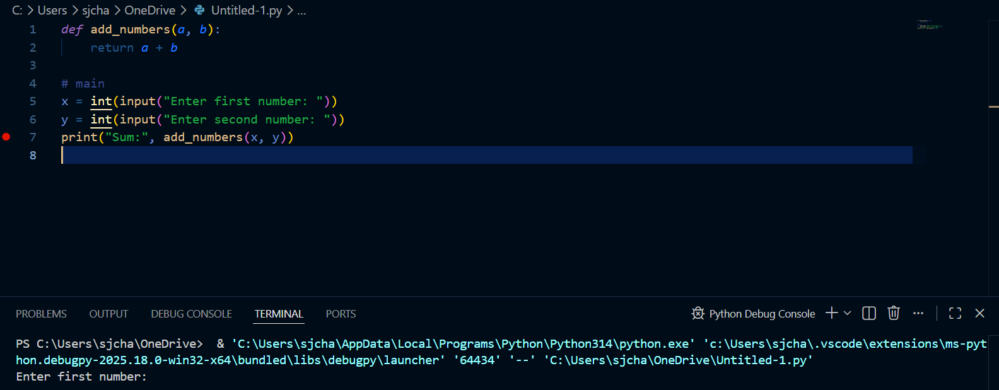 C: > Users > sjcha > OneDrive > Untitled-1.py > ...
1 def add_numbers(a, b):
2     return a + b
3
4 # main
5 x = int(input("Enter first number: "))
6 y = int(input("Enter second number: "))
7 print("Sum:", add_numbers(x, y))
8
PROBLEMS OUTPUT DEBUG CONSOLE TERMINAL PORTS Python Debug Console
PS C:\Users\sjcha\OneDrive>  & 'C:\Users\sjcha\AppData\Local\Programs\Python\Python314\python.exe' 'c:\Users\sjcha\.vscode\extensions\ms-pyt
hon.debugpy-2025.18.0-win32-x64\bundled\libs\debugpy\launcher' '64434' '--' 'C:\Users\sjcha\OneDrive\Untitled-1.py'
Enter first number: